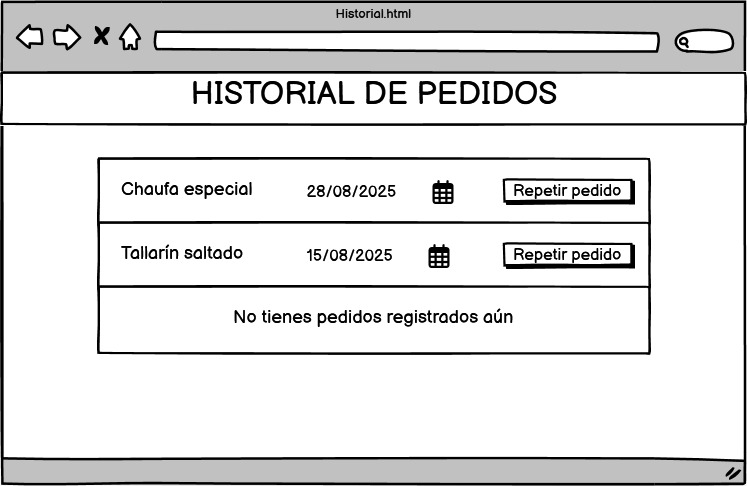 Historial.html
HISTORIAL DE PEDIDOS
Chaufa especial 28/08/2025 Repetir pedido
Tallarín saltado 15/08/2025 Repetir pedido
No tienes pedidos registrados aún